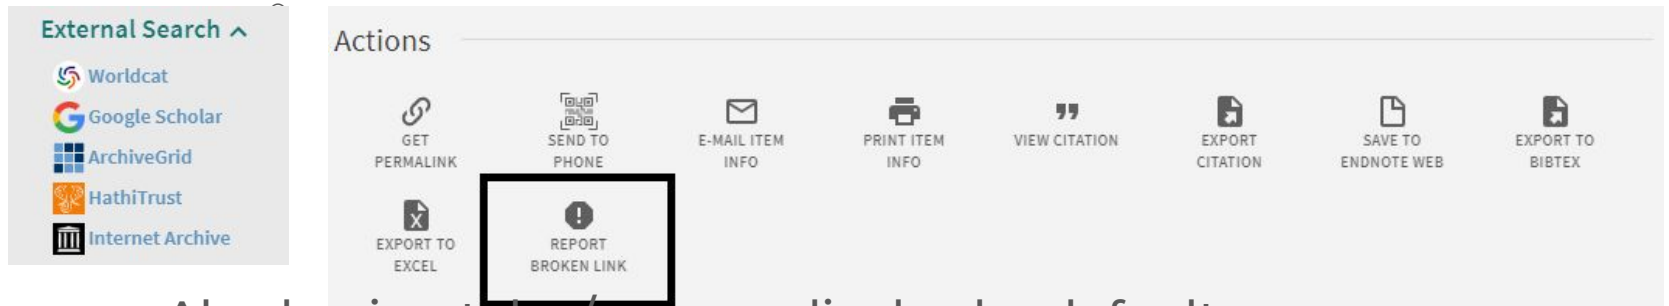 External Search
Worldcat
Google Scholar
ArchiveGrid
HathiTrust
Internet Archive
Actions
GET
PERMALINK
SEND TO
PHONE
E-MAIL ITEM
INFO
PRINT ITEM
INFO
VIEW CITATION
EXPORT
CITATION
SAVE TO
ENDNOTE WEB
EXPORT TO
BIBTEX
EXPORT TO
EXCEL
REPORT
BROKEN LINK